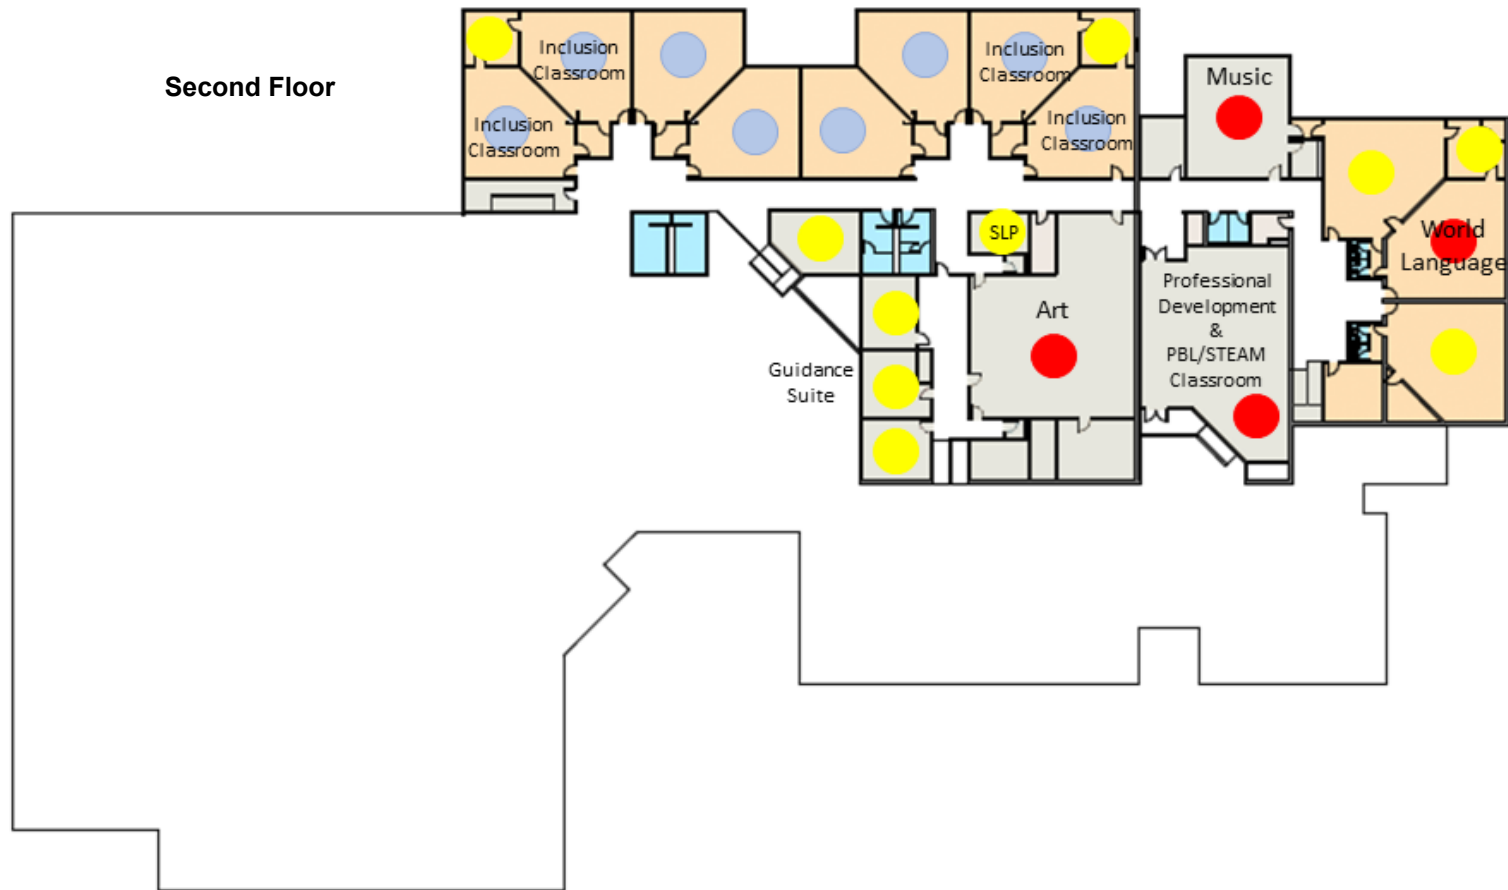 Second Floor
Inclusion
Classroom
Inclusion
Classroom
Inclusion
Classroom
Inclusion
Classroom
Music
World
Language
SLP
Art
Professional
Development
&
PBL/STEAM
Classroom
Guidance
Suite